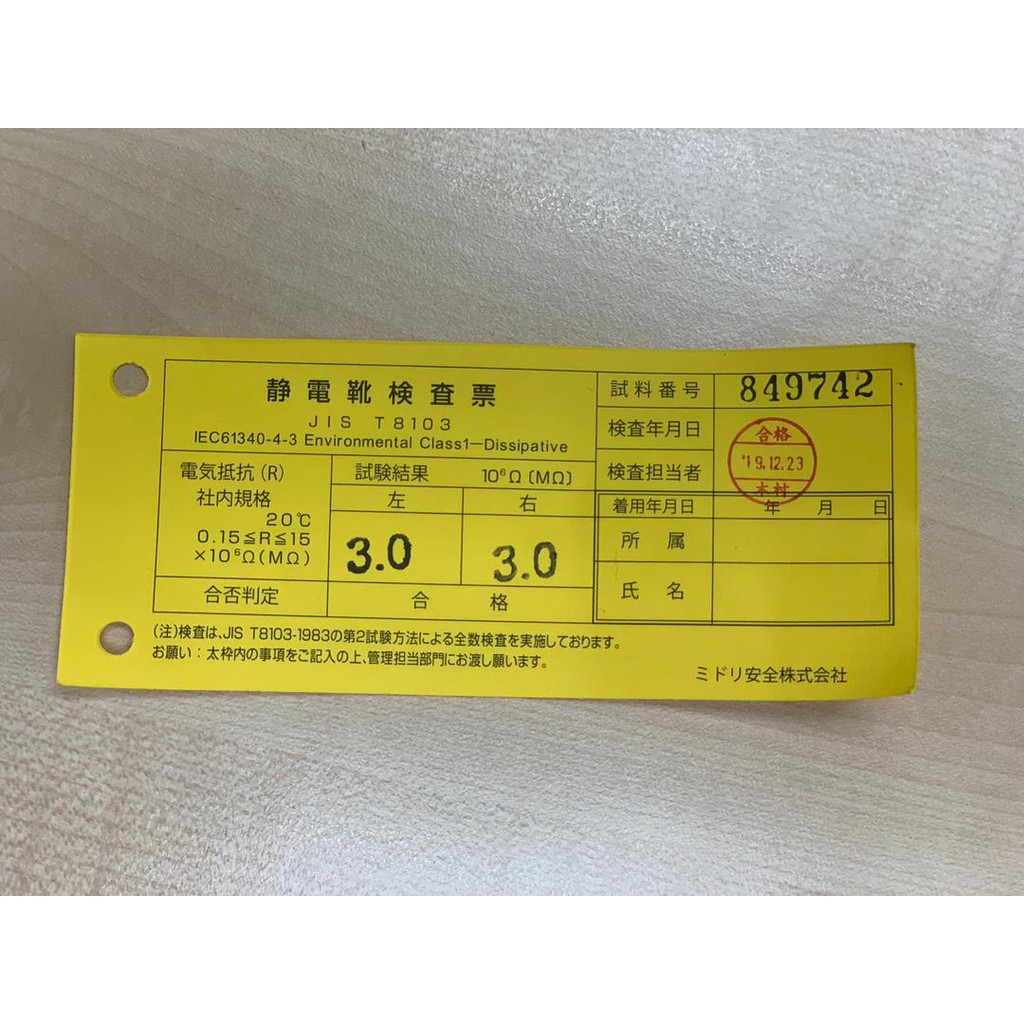 静電靴検査票
JIS T8103
IEC61340-4-3 Environmental Class1-Dissipative
試料番号 849742
検査年月日
検査担当者
合格
'19.12.23
木村
電気抵抗(R)
社内規格
20℃
0.15≦R≦15
×10⁶Ω(MΩ)
試験結果 10⁶Ω(MΩ)
左 右
3.0 3.0
合否判定 合格
着用年月日 年 月 日
所属
氏名
(注)検査は、JIS T8103-1983の第2試験方法による全数検査を実施しております。
お願い:太枠内の事項をご記入の上、管理担当部門にお渡し願います。
ミドリ安全株式会社